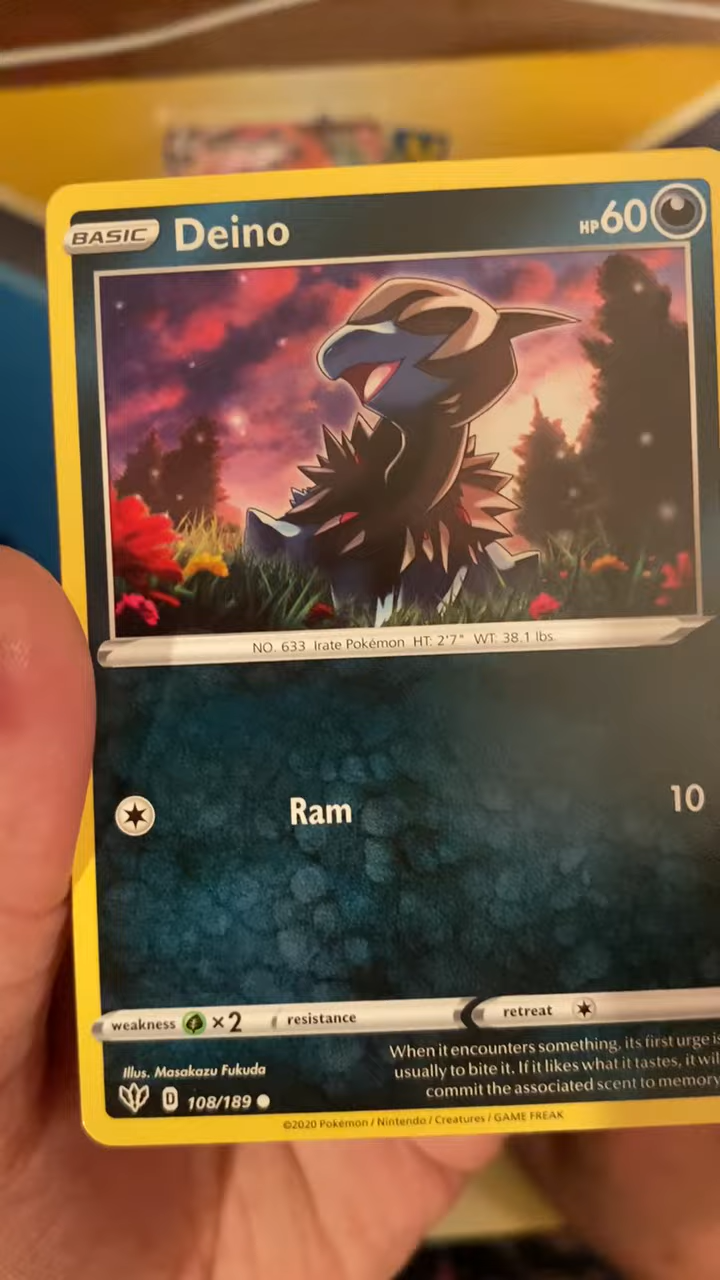 BASIC Deino HP 60
NO. 633 Irate Pokémon HT: 2'7" WT: 38.1 lbs.
Ram 10
weakness ×2 resistance retreat
When it encounters something, its first urge is
usually to bite it. If it likes what it tastes, it will
commit the associated scent to memory
Illus. Masakazu Fukuda
D 108/189
©2020 Pokémon / Nintendo / Creatures / GAME FREAK